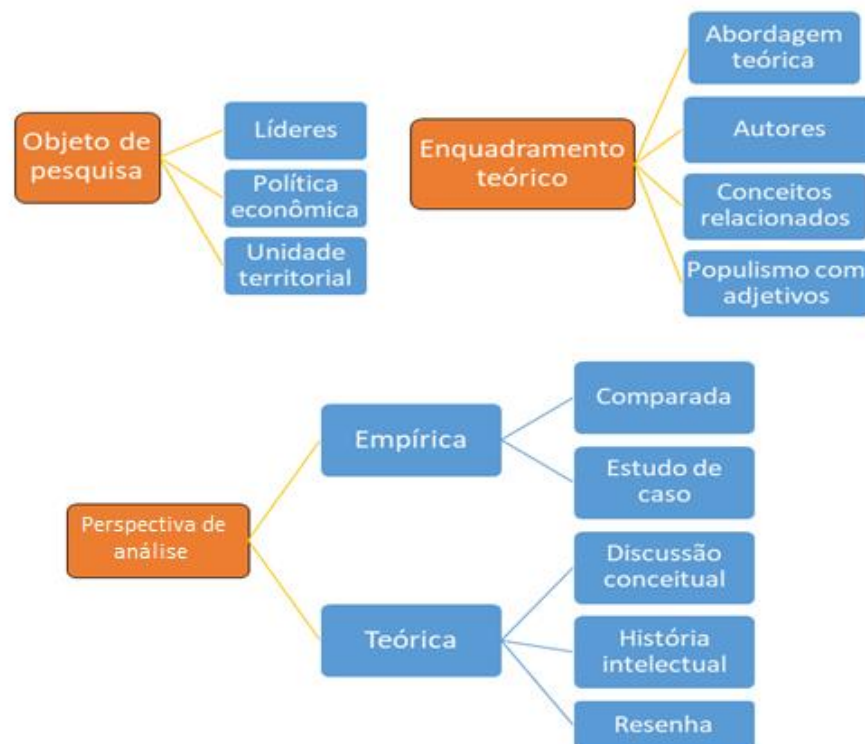 Objeto de
pesquisa
Líderes
Política
econômica
Unidade
territorial
Enquadramento
teórico
Abordagem
teórica
Autores
Conceitos
relacionados
Populismo com
adjetivos
Perspectiva de
análise
Empírica
Comparada
Estudo de
caso
Teórica
Discussão
conceitual
História
intelectual
Resenha